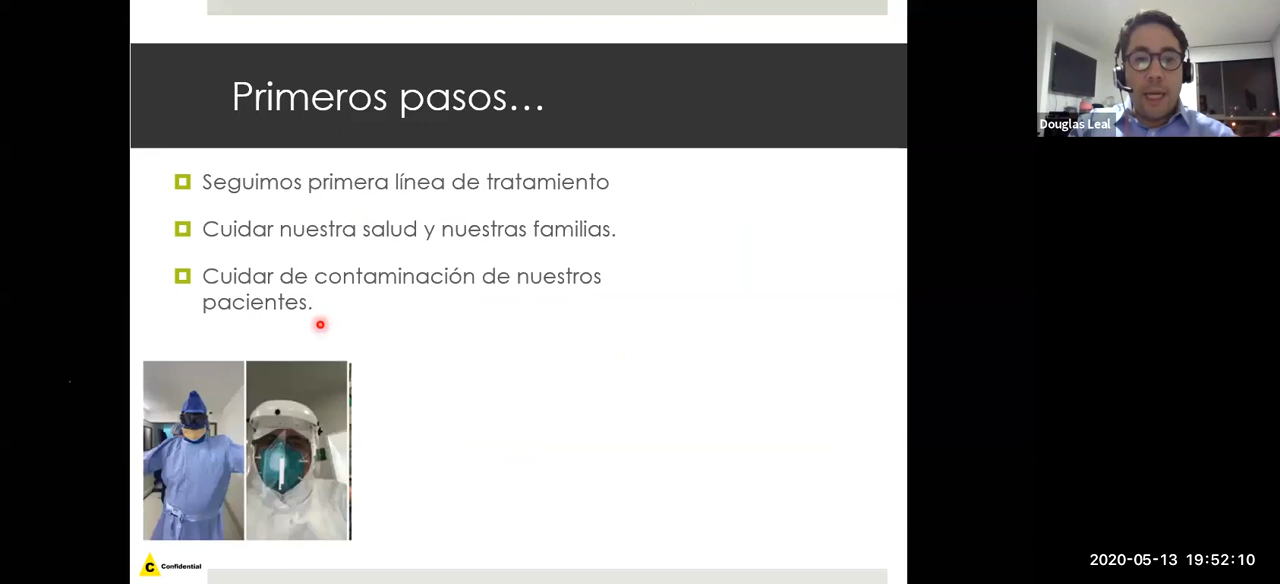 Primeros pasos...
Seguimos primera línea de tratamiento
Cuidar nuestra salud y nuestras familias.
Cuidar de contaminación de nuestros
pacientes.
C Confidential
Douglas Leal
2020-05-13 19:52:10